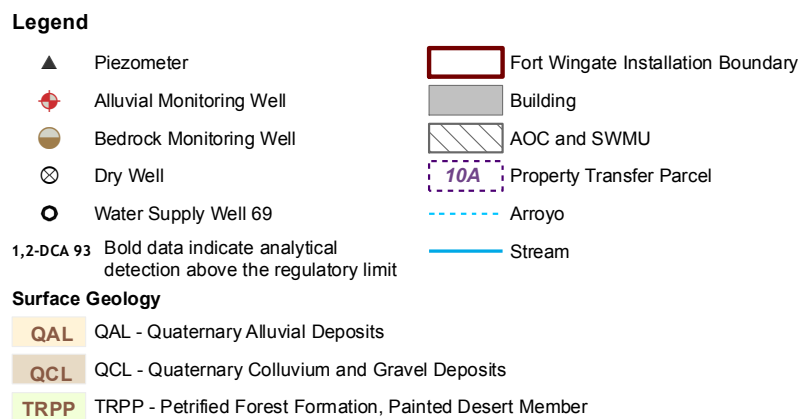 Legend
Piezometer
Alluvial Monitoring Well
Bedrock Monitoring Well
Dry Well
Water Supply Well 69
1,2-DCA 93 Bold data indicate analytical
detection above the regulatory limit
Fort Wingate Installation Boundary
Building
AOC and SWMU
10A Property Transfer Parcel
Arroyo
Stream
Surface Geology
QAL QAL - Quaternary Alluvial Deposits
QCL QCL - Quaternary Colluvium and Gravel Deposits
TRPP TRPP - Petrified Forest Formation, Painted Desert Member